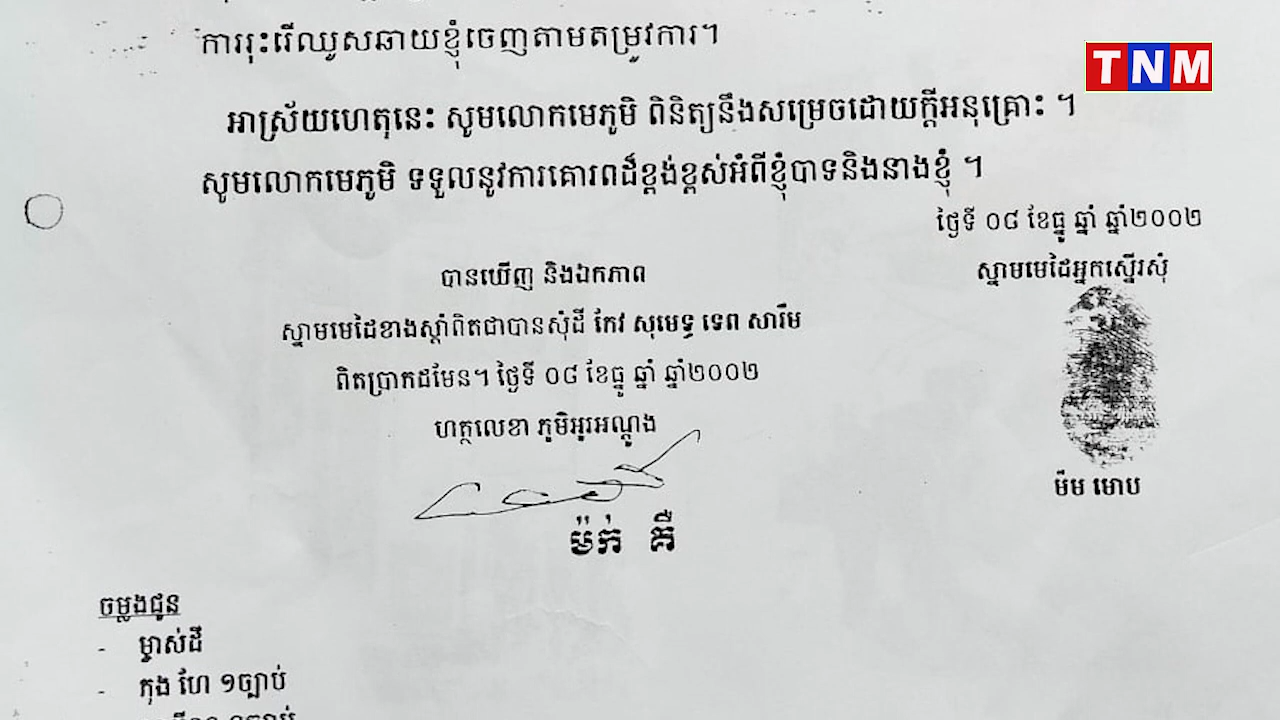 ការរុះរើឈូសឆាយខ្ញុំចេញតាមតម្រូវការ។
TNM
អាស្រ័យហេតុនេះ សូមលោកមេភូមិ ពិនិត្យនឹងសម្រេចដោយក្ដីអនុគ្រោះ ។
សូមលោកមេភូមិ ទទួលនូវការគោរពដ៏ខ្ពង់ខ្ពស់អំពីខ្ញុំបាទនិងនាងខ្ញុំ ។
ថ្ងៃទី ០៨ ខែធ្នូ ឆ្នាំ ឆ្នាំ២០០២
បានឃើញ និងឯកភាព
ស្នាមមេដៃអ្នកស្នើរសុំ
ស្នាមមេដៃខាងស្ដាំពិតជាបានសុំដី កែវ សុមេទ្ធ ទេព សារឹម
ពិតប្រាកដមែន។ ថ្ងៃទី ០៨ ខែធ្នូ ឆ្នាំ ឆ្នាំ២០០២
ហត្ថលេខា ភូមិអូរអណ្ដូង
ម៉ម មោប
ម៉ក់ គឺ
ចម្លងជូន
- ម្ចាស់ដី
- កុង ហែ ១ច្បាប់